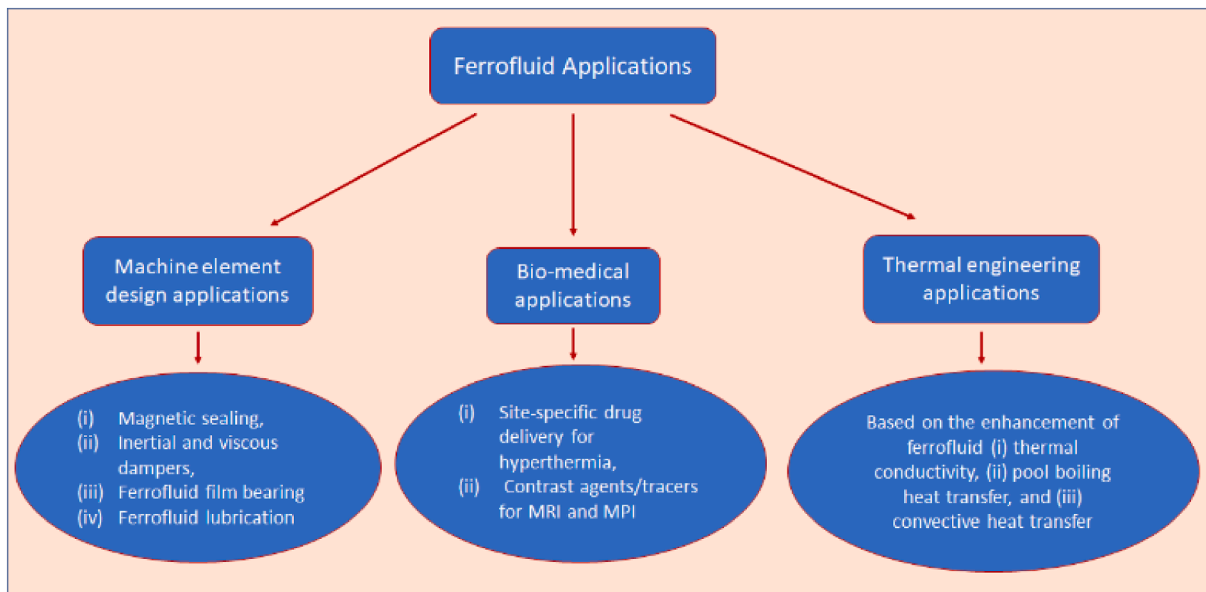 Ferrofluid Applications
Machine element
design applications
Bio-medical
applications
Thermal engineering
applications
(i) Magnetic sealing,
(ii) Inertial and viscous
dampers,
(iii) Ferrofluid film bearing
(iv) Ferrofluid lubrication
(i) Site-specific drug
delivery for
hyperthermia,
(ii) Contrast agents/tracers
for MRI and MPI
Based on the enhancement of
ferrofluid (i) thermal
conductivity, (ii) pool boiling
heat transfer, and (iii)
convective heat transfer